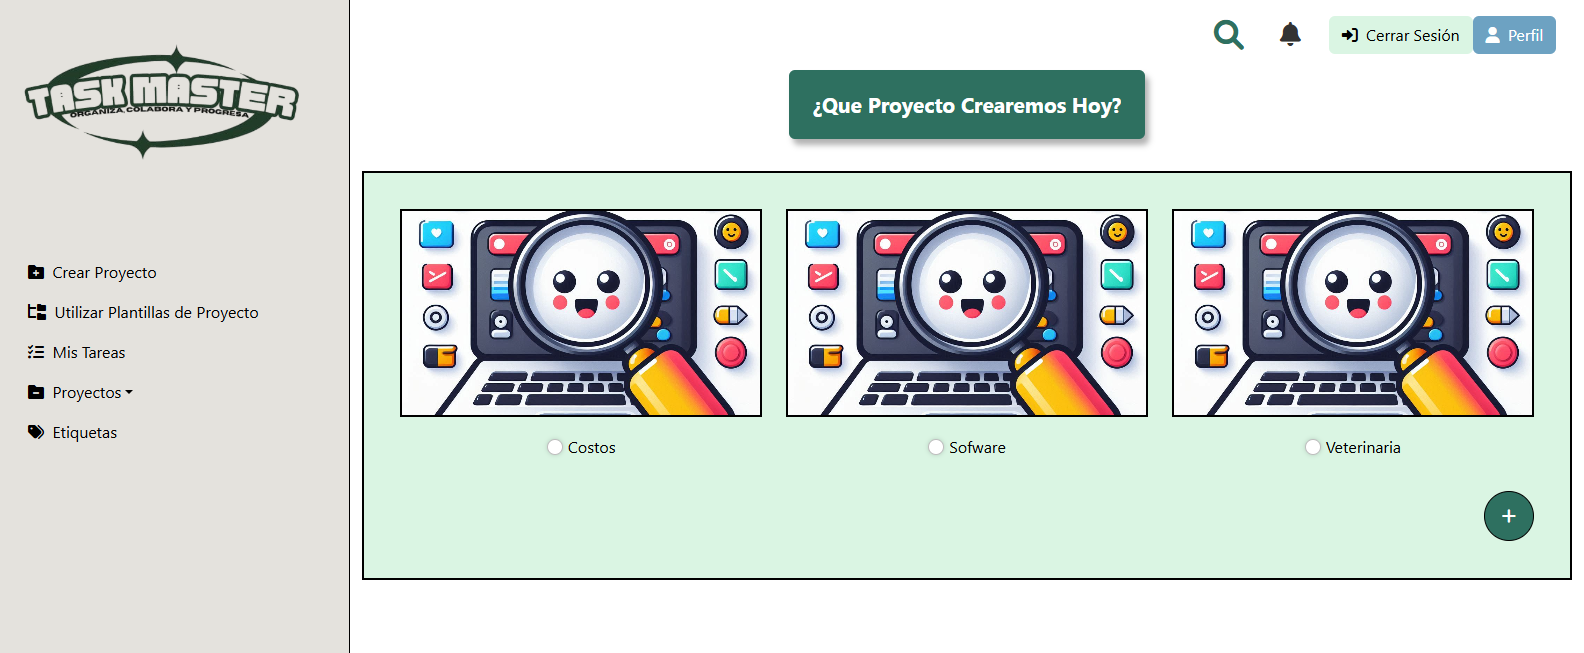 TASK MASTER
ORGANIZA, COLABORA Y PROGRESA
Crear Proyecto
Utilizar Plantillas de Proyecto
Mis Tareas
Proyectos
Etiquetas
Cerrar Sesión
Perfil
¿Que Proyecto Crearemos Hoy?
Costos
Sofware
Veterinaria
+